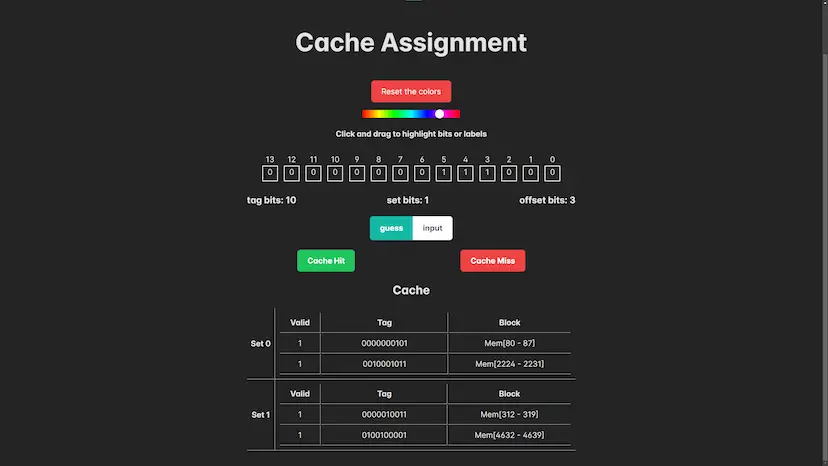 Cache Assignment
Reset the colors
Click and drag to highlight bits or labels
13 12 11 10 9 8 7 6 5 4 3 2 1 0
0 0 0 0 0 0 0 0 1 1 1 0 0 0
tag bits: 10 set bits: 1 offset bits: 3
guess input
Cache Hit Cache Miss
Cache
Valid Tag Block
Set 0
1 0000000101 Mem[80 - 87]
1 0010001011 Mem[2224 - 2231]
Valid Tag Block
Set 1
1 0000010011 Mem[312 - 319]
1 0100100001 Mem[4632 - 4639]